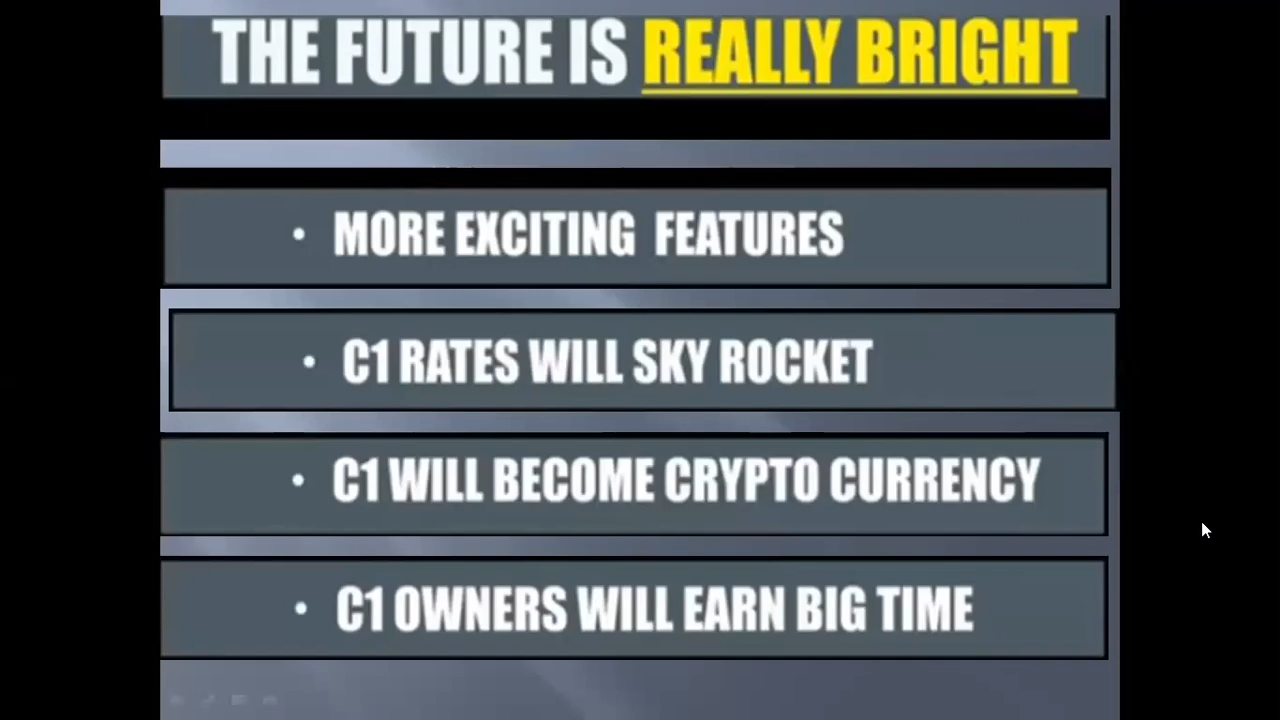 THE FUTURE IS REALLY BRIGHT
• MORE EXCITING FEATURES
• C1 RATES WILL SKY ROCKET
• C1 WILL BECOME CRYPTO CURRENCY
• C1 OWNERS WILL EARN BIG TIME